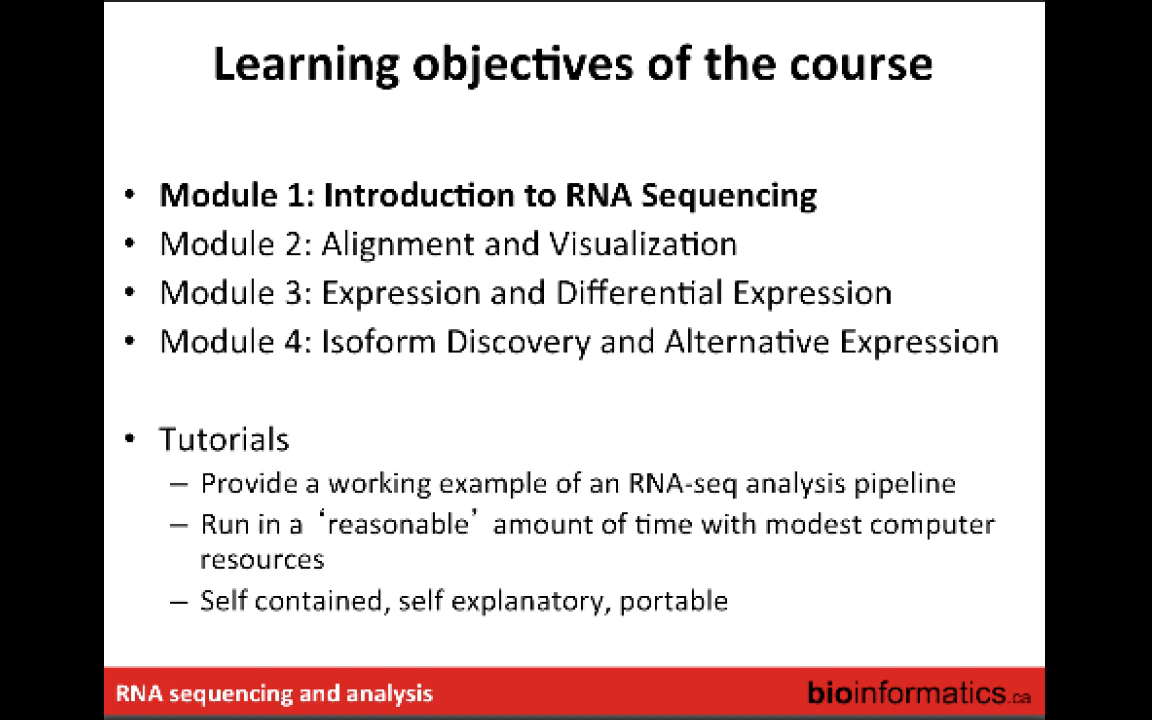 Learning objectives of the course
• Module 1: Introduction to RNA Sequencing
• Module 2: Alignment and Visualization
• Module 3: Expression and Differential Expression
• Module 4: Isoform Discovery and Alternative Expression
• Tutorials
– Provide a working example of an RNA-seq analysis pipeline
– Run in a ‘reasonable’ amount of time with modest computer
resources
– Self contained, self explanatory, portable
RNA sequencing and analysis
bioinformatics.ca